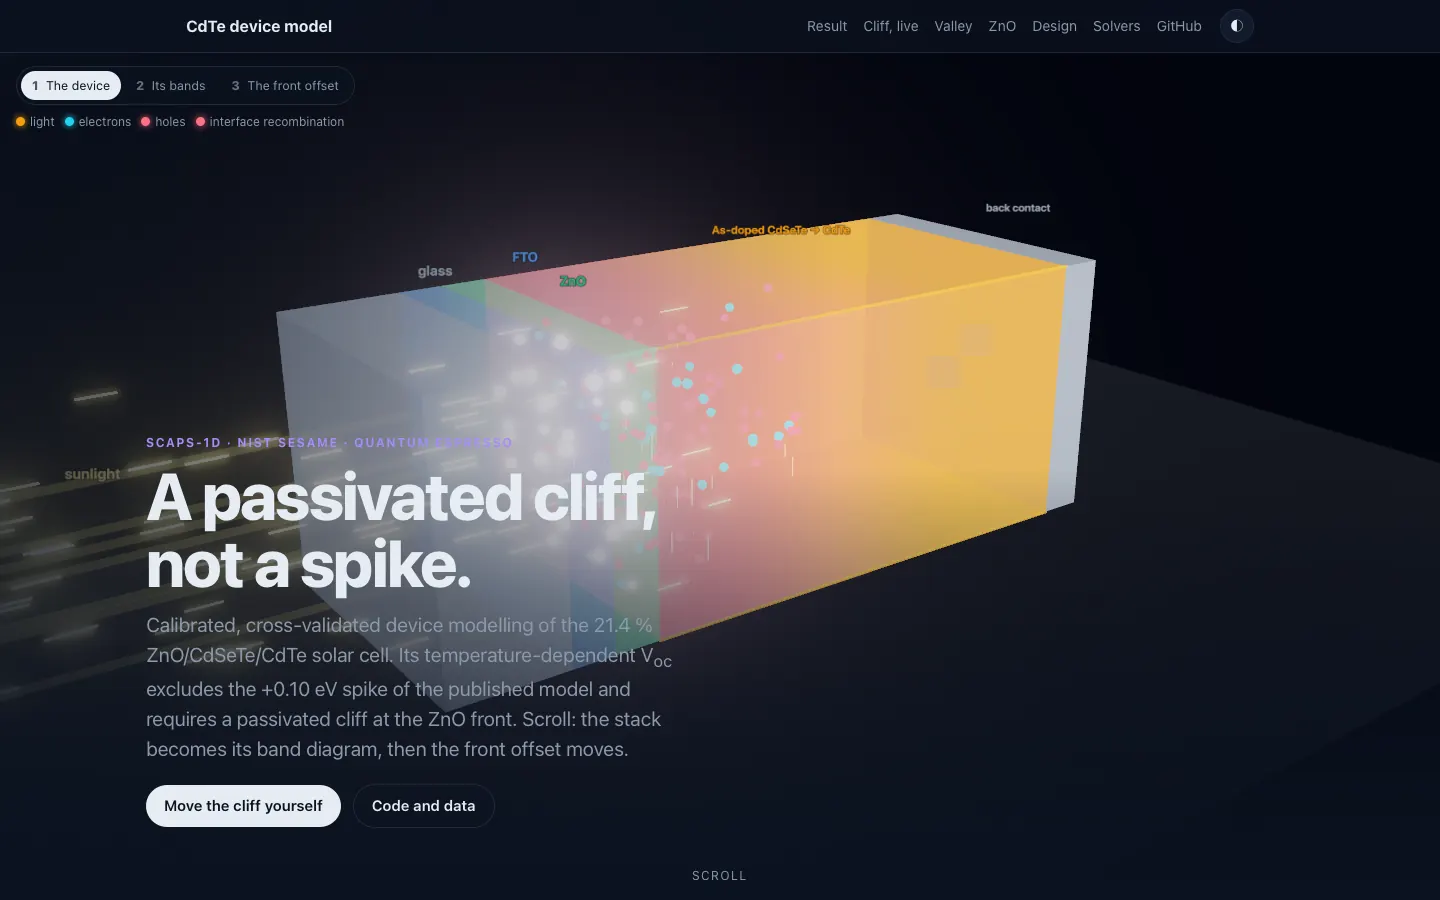 CdTe device model
Result Cliff, live Valley ZnO Design Solvers GitHub
1 The device 2 Its bands 3 The front offset
light electrons holes interface recombination
back contact
As-doped CdSeTe → CdTe
FTO
glass
ZnO
sunlight
SCAPS-1D · NIST SESAME · QUANTUM ESPRESSO
A passivated cliff,
not a spike.
Calibrated, cross-validated device modelling of the 21.4 %
ZnO/CdSeTe/CdTe solar cell. Its temperature-dependent Voc
excludes the +0.10 eV spike of the published model and
requires a passivated cliff at the ZnO front. Scroll: the stack
becomes its band diagram, then the front offset moves.
Move the cliff yourself Code and data
SCROLL